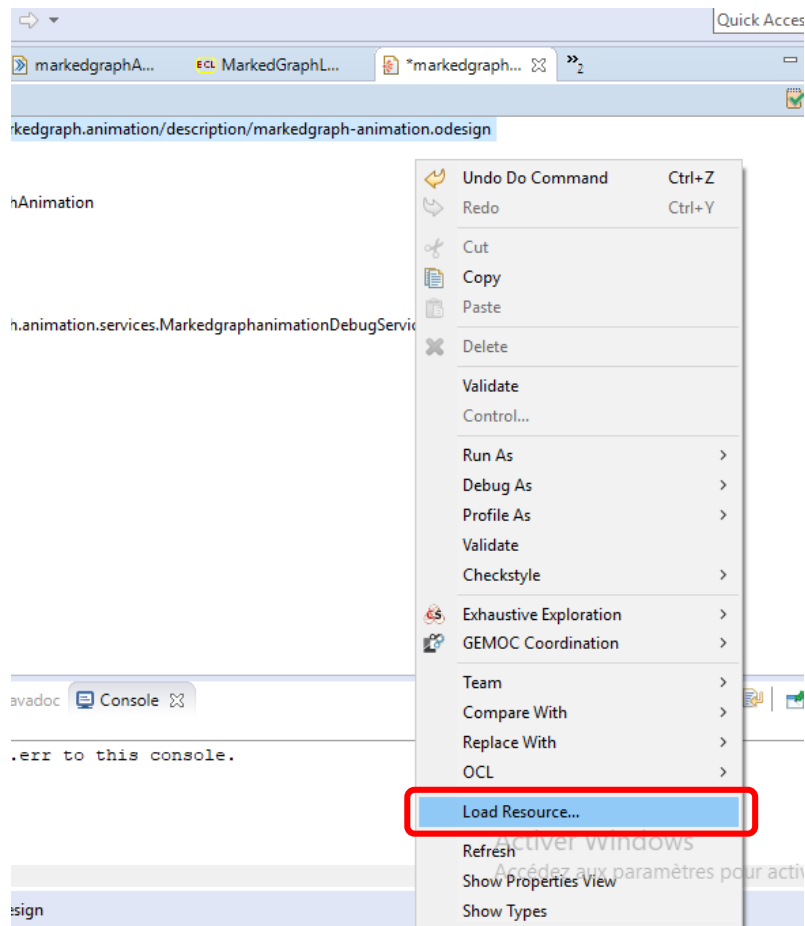 Quick Acces
markedgraphA...
ECL MarkedGraphL...
*markedgraph...
»2
rkedgraph.animation/description/markedgraph-animation.odesign
Undo Do Command Ctrl+Z
hAnimation
Redo Ctrl+Y
Cut
Copy
Paste
h.animation.services.MarkedgraphanimationDebugServic
Delete
Validate
Control...
Run As
Debug As
Profile As
Validate
Checkstyle
Exhaustive Exploration
GEMOC Coordination
Team
avadoc Console
Compare With
Replace With
.err to this console.
OCL
Load Resource...
Activer Windows
Refresh
Accédez aux paramètres pour activ
Show Properties View
esign
Show Types